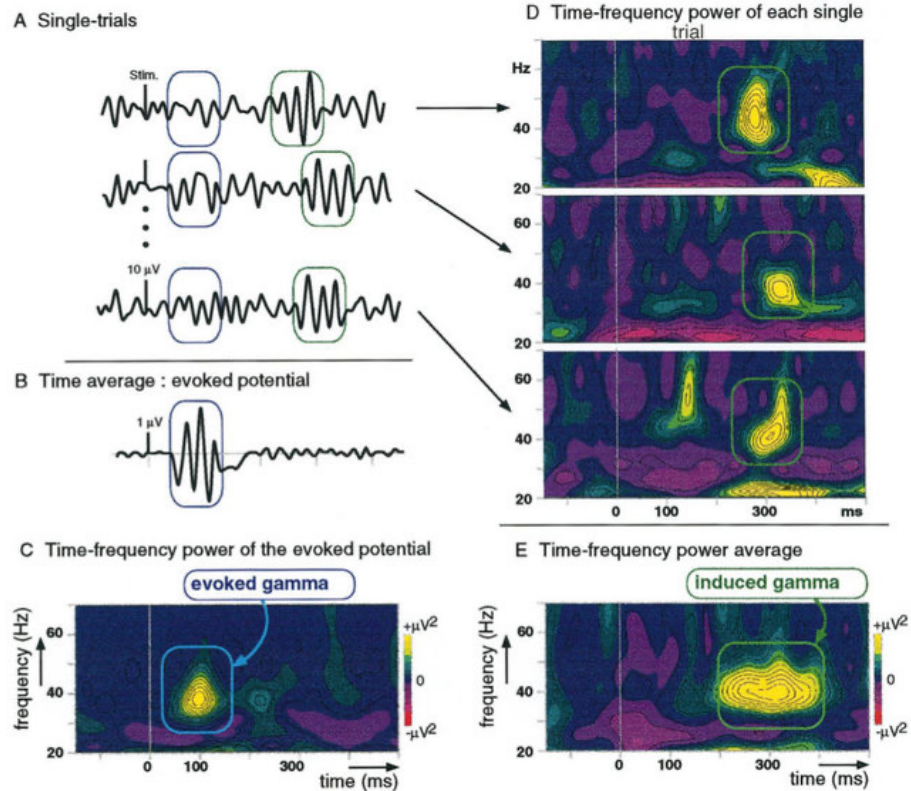 A Single-trials
Stim.
10 µV
B Time average : evoked potential
1 µV
C Time-frequency power of the evoked potential
evoked gamma
frequency (Hz)
60
40
20
+µV²
0
-µV²
0
100
300
time (ms)
D Time-frequency power of each single
trial
Hz
40
20
60
40
20
60
40
20
0
100
300
ms
E Time-frequency power average
induced gamma
frequency (Hz)
60
40
20
+µV²
0
-µV²
0
100
300
time (ms)